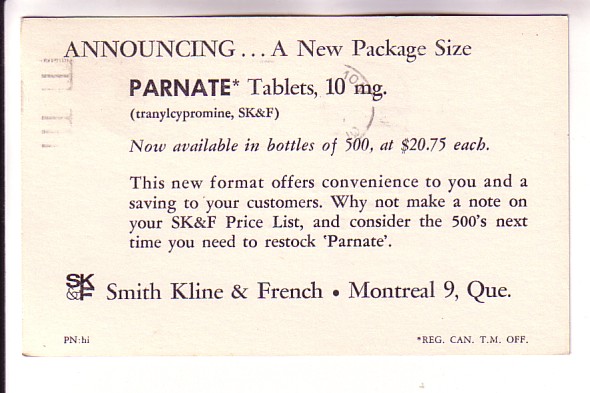 ANNOUNCING... A New Package Size
PARNATE* Tablets, 10 mg.
(tranylcypromine, SK&F)
Now available in bottles of 500, at $20.75 each.
This new format offers convenience to you and a
saving to your customers. Why not make a note on
your SK&F Price List, and consider the 500's next
time you need to restock 'Parnate'.
SK
&F Smith Kline & French • Montreal 9, Que.
PN:hi *REG. CAN. T.M. OFF.